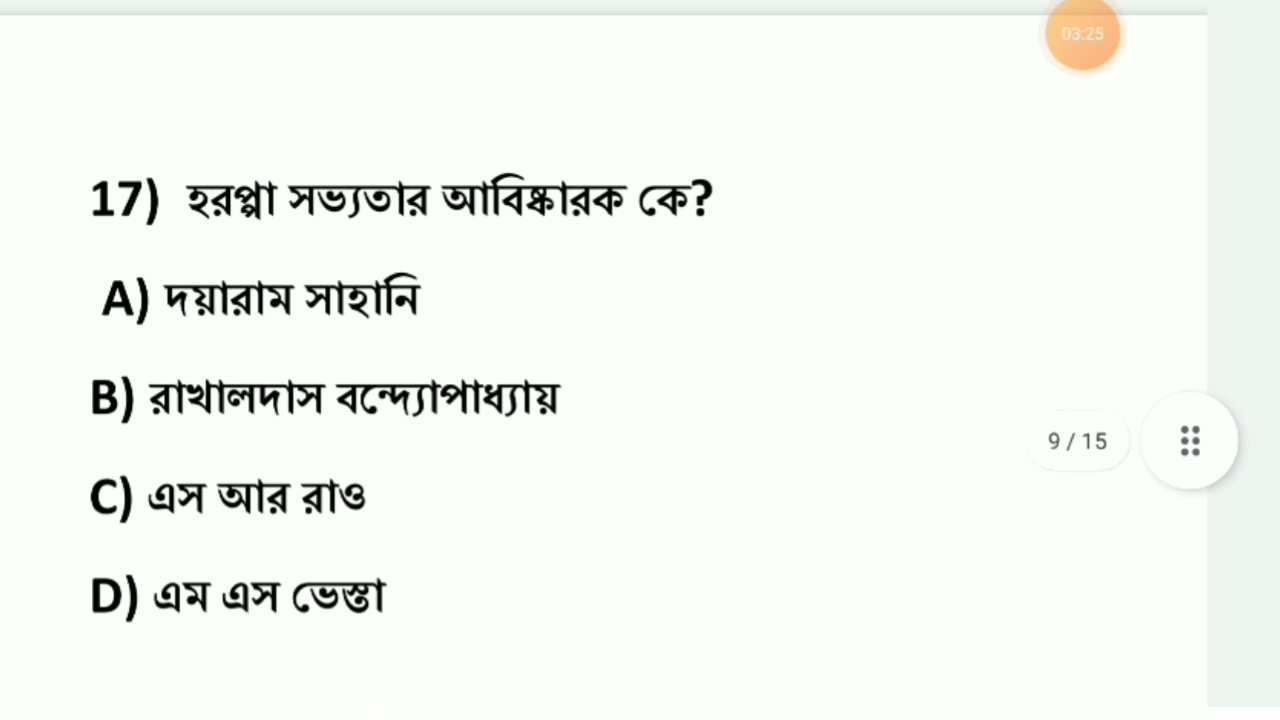 03:25
17) হরপ্পা সভ্যতার আবিষ্কারক কে?
A) দয়ারাম সাহানি
B) রাখালদাস বন্দ্যোপাধ্যায়
9 / 15
C) এস আর রাও
D) এম এস ভেস্তা